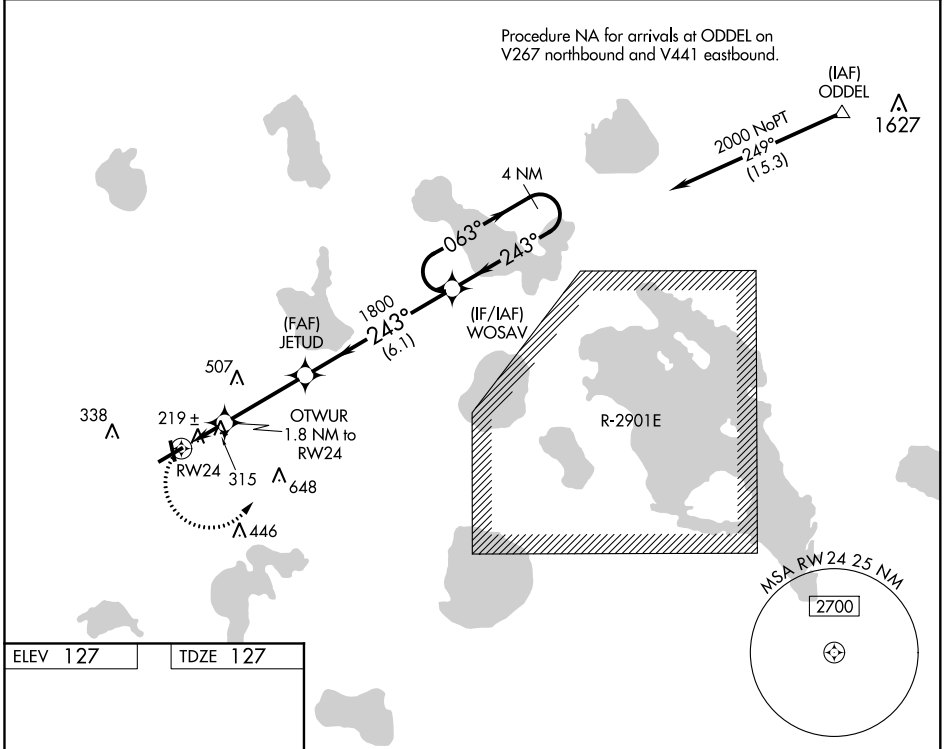 Procedure NA for arrivals at ODDEL on
V267 northbound and V441 eastbound.
(IAF)
ODDEL
1627
2000 NoPT
249°
(15.3)
4 NM
063°
243°
1800
243°
(6.1)
(IF/IAF)
WOSAV
(FAF)
JETUD
507
338
219 ±
OTWUR
1.8 NM to
RW24
RW24
315
648
446
R-2901E
MSA RW24 25 NM
2700
ELEV 127
TDZE 127